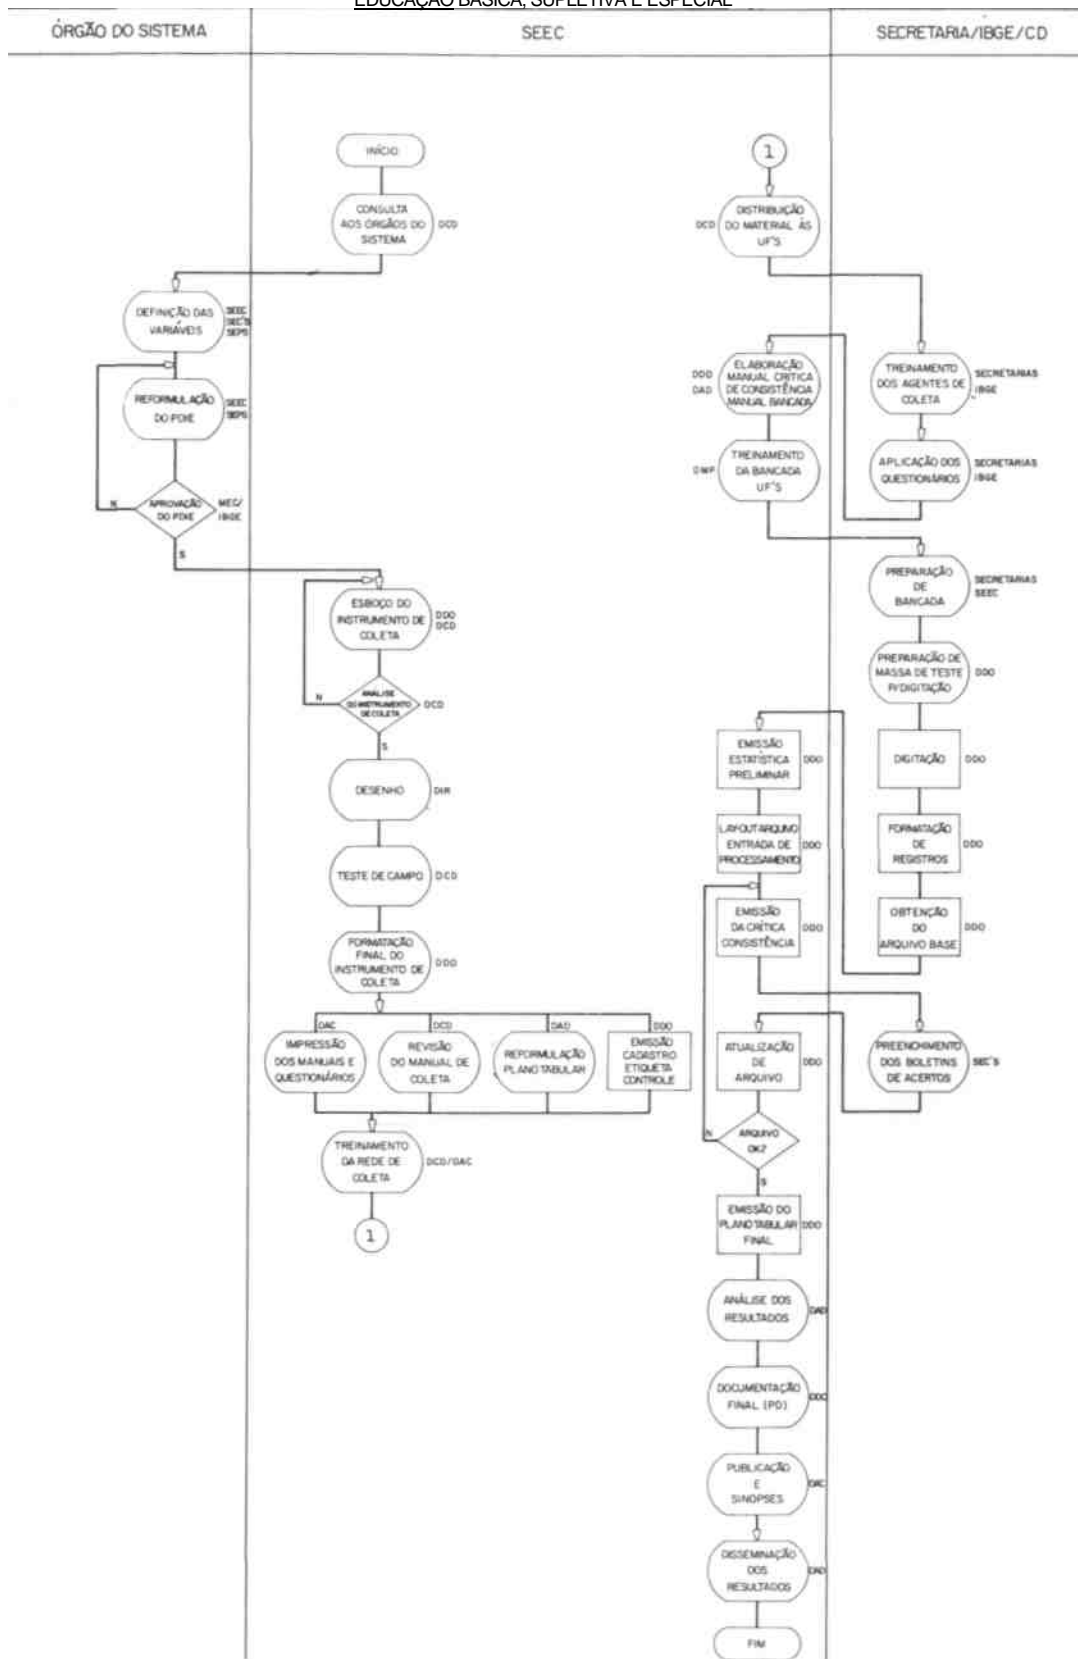 EDUCAÇÃO BÁSICA, SUPLETIVA E ESPECIAL
ÓRGÃO DO SISTEMA
SEEC
SECRETARIA/IBGE/CD
INÍCIO
CONSULTA
AOS ÓRGÃOS DO
SISTEMA
DCD
DEFINIÇÃO DAS
VARIÁVEIS
SEEC
SEC'S
SEPS
REFORMULAÇÃO
DO PDIE
SEEC
SEPS
APROVAÇÃO
DO PDIE
MEC/
IBGE
N
S
ESBOÇO DO
INSTRUMENTO DE
COLETA
DDO
DCD
ANÁLISE
DO INSTRUMENTO
DE COLETA
DCD
N
S
DESENHO
DIR
TESTE DE CAMPO
DCD
FORMATAÇÃO
FINAL DO
INSTRUMENTO DE
COLETA
DDO
DAC
IMPRESSÃO
DOS MANUAIS E
QUESTIONÁRIOS
DCD
REVISÃO
DO MANUAL DE
COLETA
DAD
REFORMULAÇÃO
PLANO TABULAR
DDO
EMISSÃO
CADASTRO
ETIQUETA
CONTROLE
TREINAMENTO
DA REDE DE
COLETA
DCD/DAC
1
1
DISTRIBUIÇÃO
DO MATERIAL ÀS
UF'S
DCD
TREINAMENTO
DOS AGENTES DE
COLETA
SECRETARIAS
IBGE
APLICAÇÃO DOS
QUESTIONÁRIOS
SECRETARIAS
IBGE
ELABORAÇÃO
MANUAL CRÍTICA
DE CONSISTÊNCIA
MANUAL BANCADA
DDO
DAD
TREINAMENTO
DA BANCADA
UF'S
PREPARAÇÃO
DE
BANCADA
SECRETARIAS
SEEC
PREPARAÇÃO DE
MASSA DE TESTE
P/DIGITAÇÃO
DDO
DIGITAÇÃO
DDO
FORMATAÇÃO
DE
REGISTROS
DDO
OBTENÇÃO
DO
ARQUIVO BASE
DDO
EMISSÃO
ESTATÍSTICA
PRELIMINAR
DDO
LAYOUT ARQUIVO
ENTRADA DE
PROCESSAMENTO
DDO
EMISSÃO
DA CRÍTICA
CONSISTÊNCIA
DDO
PREENCHIMENTO
DOS BOLETINS
DE ACERTOS
SEC'S
ATUALIZAÇÃO
DE
ARQUIVO
DDO
ARQUIVO
OK?
N
S
EMISSÃO DO
PLANO TABULAR
FINAL
DDO
ANÁLISE DOS
RESULTADOS
DAD
DOCUMENTAÇÃO
FINAL (PD)
DDO
PUBLICAÇÃO
E
SINOPSES
DAC
DISSEMINAÇÃO
DOS
RESULTADOS
DAD
FIM